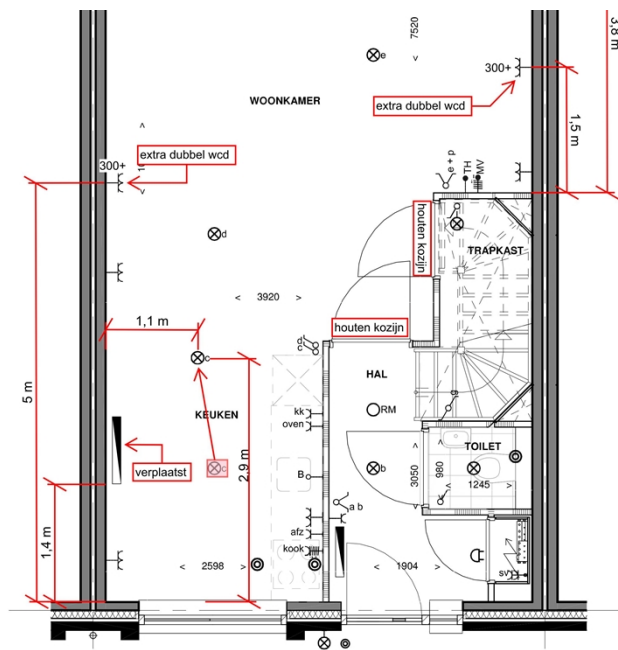 7520
3,8 m
e
300+
WOONKAMER
extra dubbel wcd
extra dubbel wcd
1,5 m
300+
e + p
TH
MV
houten kozijn
TRAPKAST
d
3920
1,1 m
houten kozijn
d
c
c
HAL
5 m
KEUKEN
kk
oven
RM
g
TOILET
verplaatst
c
2,9 m
B
b
3050
980
1245
1,4 m
a b
afz
kook
2598
1904
sv